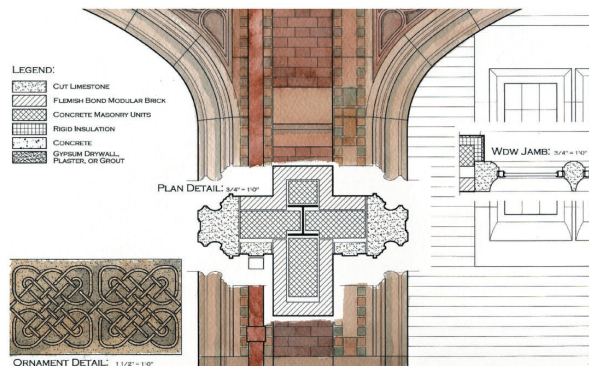 LEGEND:
CUT LIMESTONE
FLEMISH BOND MODULAR BRICK
CONCRETE MASONRY UNITS
RIGID INSULATION
CONCRETE
GYPSUM DRYWALL,
PLASTER, OR GROUT
PLAN DETAIL: 3/4" = 1'0"
WDW JAMB: 3/4" = 1'0"
ORNAMENT DETAIL: 1 1/2" = 1'0"